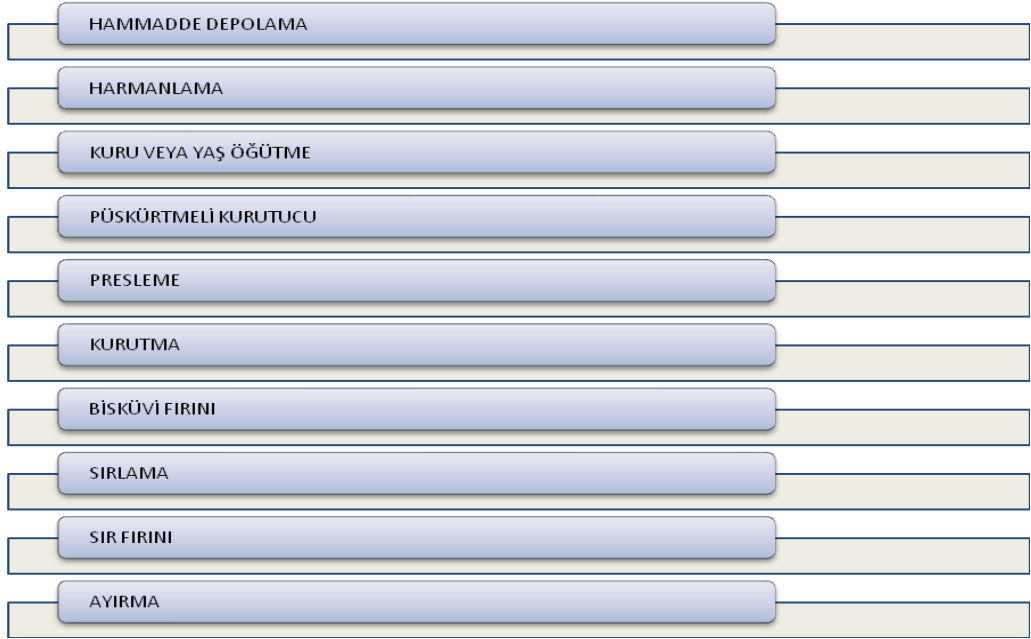 HAMMADDE DEPOLAMA
HARMANLAMA
KURU VEYA YAŞ ÖĞÜTME
PÜSKÜRTMELİ KURUTUCU
PRESLEME
KURUTMA
BİSKÜVİ FIRINI
SIRLAMA
SIR FIRINI
AYIRMA